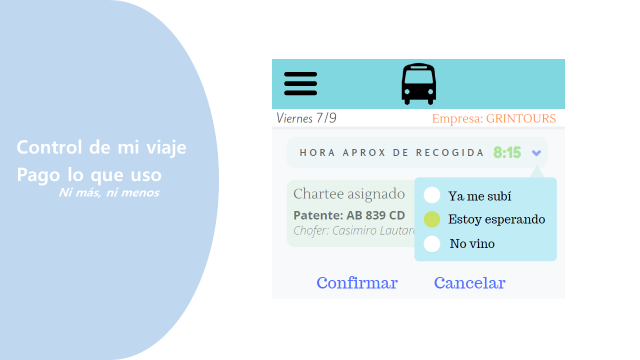 Control de mi viaje
Pago lo que uso
Ni más, ni menos
Viernes 7/9
Empresa: GRINTOURS
HORA APROX DE RECOGIDA 8:15
Chartee asignado
Patente: AB 839 CD
Chofer: Casimiro Lautaro
Ya me subí
Estoy esperando
No vino
Confirmar
Cancelar